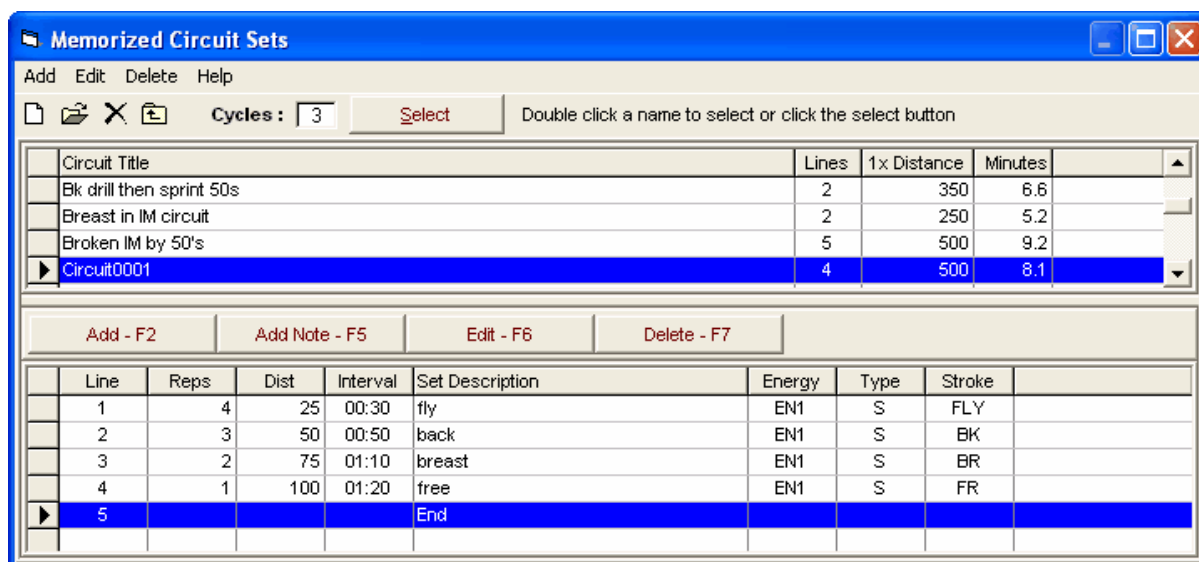 Memorized Circuit Sets
Add Edit Delete Help
Cycles : 3 Select Double click a name to select or click the select button
Circuit Title Lines 1x Distance Minutes
Bk drill then sprint 50s 2 350 6.6
Breast in IM circuit 2 250 5.2
Broken IM by 50's 5 500 9.2
Circuit0001 4 500 8.1
Add - F2 Add Note - F5 Edit - F6 Delete - F7
Line Reps Dist Interval Set Description Energy Type Stroke
1 4 25 00:30 fly EN1 S FLY
2 3 50 00:50 back EN1 S BK
3 2 75 01:10 breast EN1 S BR
4 1 100 01:20 free EN1 S FR
5 End